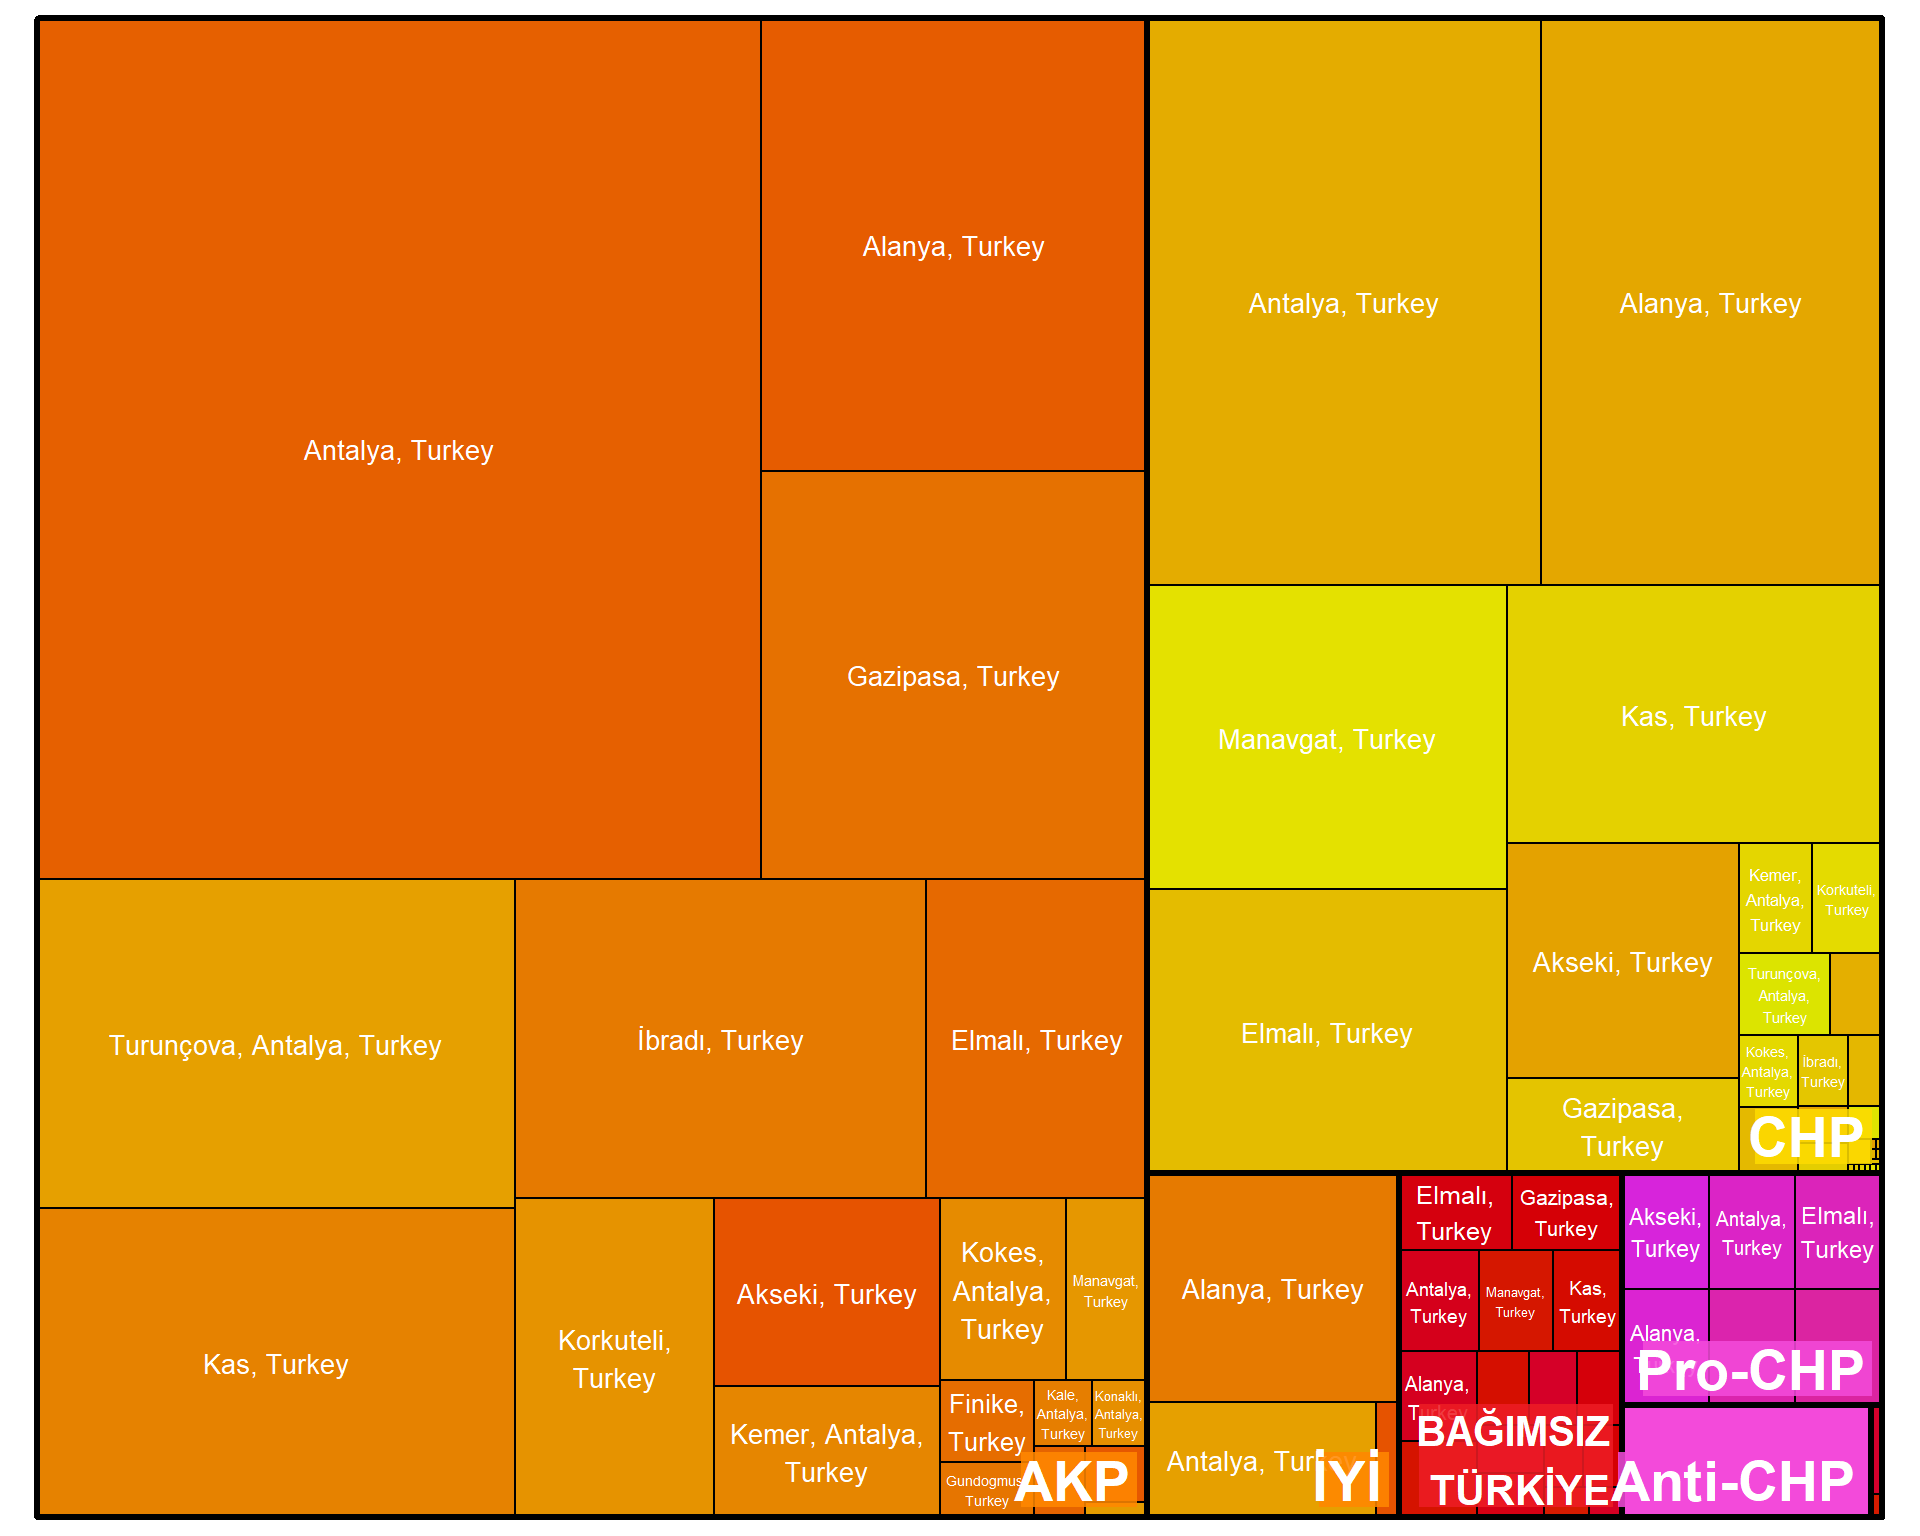 Antalya, Turkey
Alanya, Turkey
Gazipasa, Turkey
Turunçova, Antalya, Turkey
İbradı, Turkey
Elmalı, Turkey
Kas, Turkey
Korkuteli,
Turkey
Akseki, Turkey
Kemer, Antalya,
Turkey
Kokes,
Antalya,
Turkey
Manavgat,
Turkey
Finike,
Turkey
Kale,
Antalya,
Turkey
Konaklı,
Antalya,
Turkey
Gundogmus,
Turkey
AKP
Antalya, Turkey
Alanya, Turkey
Manavgat, Turkey
Kas, Turkey
Elmalı, Turkey
Akseki, Turkey
Gazipasa,
Turkey
Kemer,
Antalya,
Turkey
Korkuteli,
Turkey
Turunçova,
Antalya,
Turkey
Kokes,
Antalya,
Turkey
İbradı,
Turkey
CHP
Alanya, Turkey
Antalya, Turkey
İYİ
Elmalı,
Turkey
Gazipasa,
Turkey
Antalya,
Turkey
Manavgat,
Turkey
Kas,
Turkey
Alanya,
Turkey
BAĞIMSIZ
TÜRKİYE
Akseki,
Turkey
Antalya,
Turkey
Elmalı,
Turkey
Alanya,
Pro-CHP
Anti-CHP